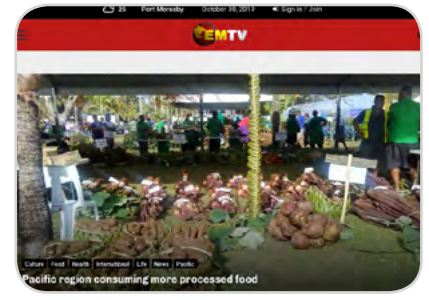 25 Port Moresby October 30, 2019 Sign in / Join
EMTV
Culture Food Health International Life News Pacific
Pacific region consuming more processed food